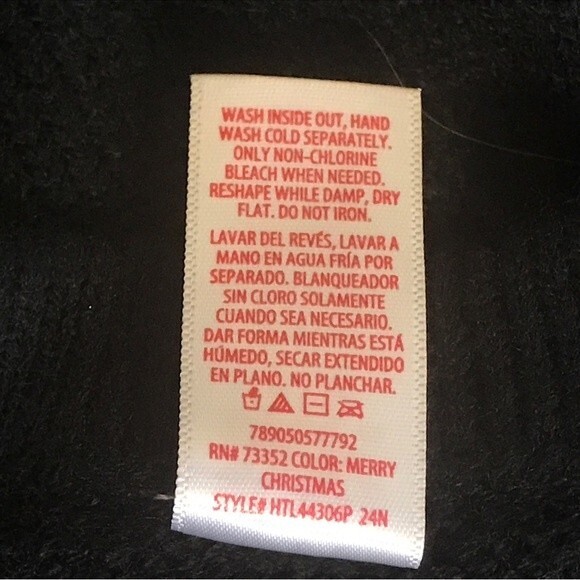 WASH INSIDE OUT, HAND
WASH COLD SEPARATELY.
ONLY NON-CHLORINE
BLEACH WHEN NEEDED.
RESHAPE WHILE DAMP, DRY
FLAT. DO NOT IRON.
LAVAR DEL REVÉS, LAVAR A
MANO EN AGUA FRÍA POR
SEPARADO. BLANQUEADOR
SIN CLORO SOLAMENTE
CUANDO SEA NECESARIO.
DAR FORMA MIENTRAS ESTÁ
HÚMEDO, SECAR EXTENDIDO
EN PLANO. NO PLANCHAR.
789050577792
RN# 73352 COLOR: MERRY
CHRISTMAS
STYLE# HTL44306P 24N